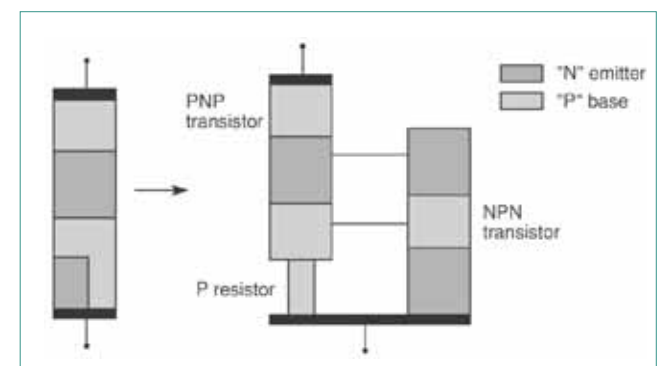 "N" emitter
"P" base
PNP
transistor
NPN
transistor
P resistor